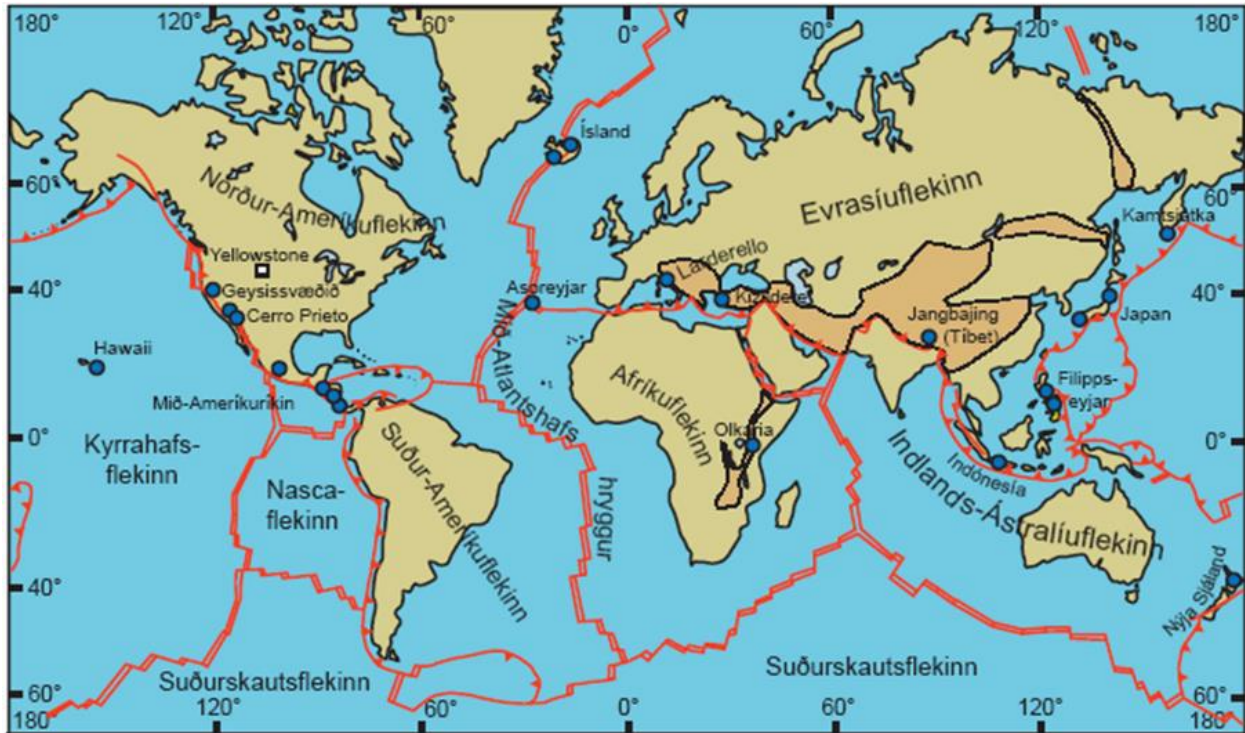 180°
120°
60°
0°
60°
120°
180°
Ísland
60°
60°
Norður-Ameríkuflekinn
Evrasíuflekinn
Kamtsjatka
Yellowstone
Larderello
40°
Geysissvæðið
Asoreyjar
Kizildere
40°
Cerro Prieto
Jangbajing
Japan
(Tíbet)
Hawaii
Mið-Atlantshafs
hryggur
Afríkuflekinn
Filipps-
eyjar
Mið-Ameríkuríkin
Olkaria
0°
Kyrrahafs-
flekinn
Suður-Ameríkuflekinn
Indlands-Ástralíuflekinn
Indónesía
0°
Nasca-
flekinn
40°
Nýja Sjáland
40°
Suðurskautsflekinn
Suðurskautsflekinn
60°
60°
180°
120°
60°
0°
60°
120°
180°